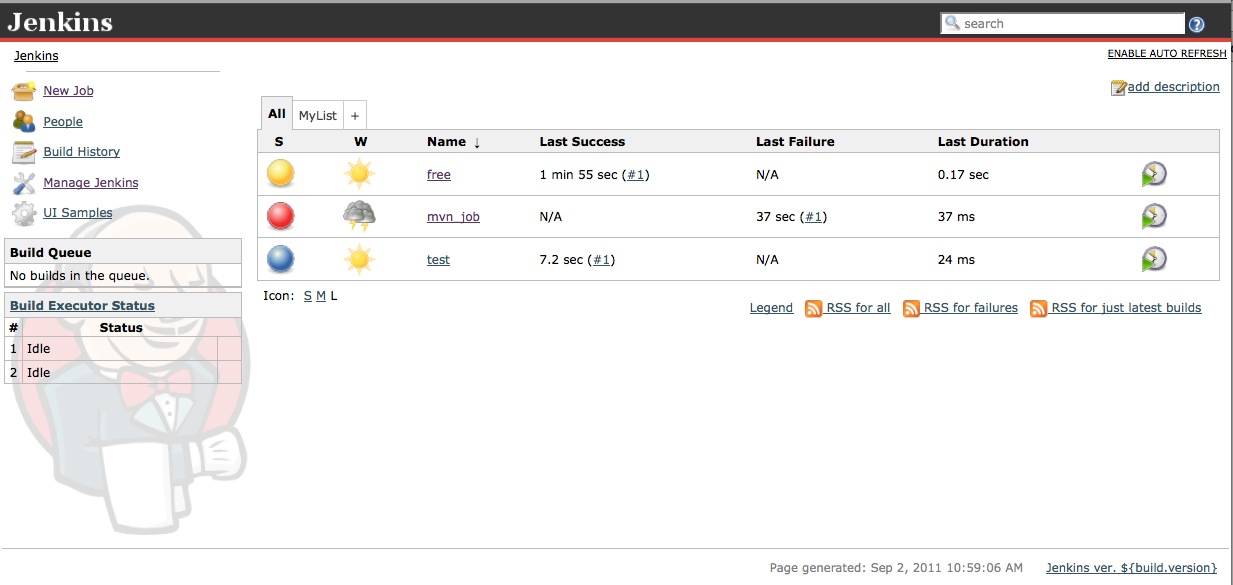 Jenkins
search
Jenkins
ENABLE AUTO REFRESH
New Job
People
Build History
Manage Jenkins
UI Samples
Build Queue
No builds in the queue.
Build Executor Status
# Status
1 Idle
2 Idle
add description
All MyList +
S W Name ↓ Last Success Last Failure Last Duration
free 1 min 55 sec (#1) N/A 0.17 sec
mvn_job N/A 37 sec (#1) 37 ms
test 7.2 sec (#1) N/A 24 ms
Icon: S M L
Legend RSS for all RSS for failures RSS for just latest builds
Page generated: Sep 2, 2011 10:59:06 AM Jenkins ver. ${build.version}